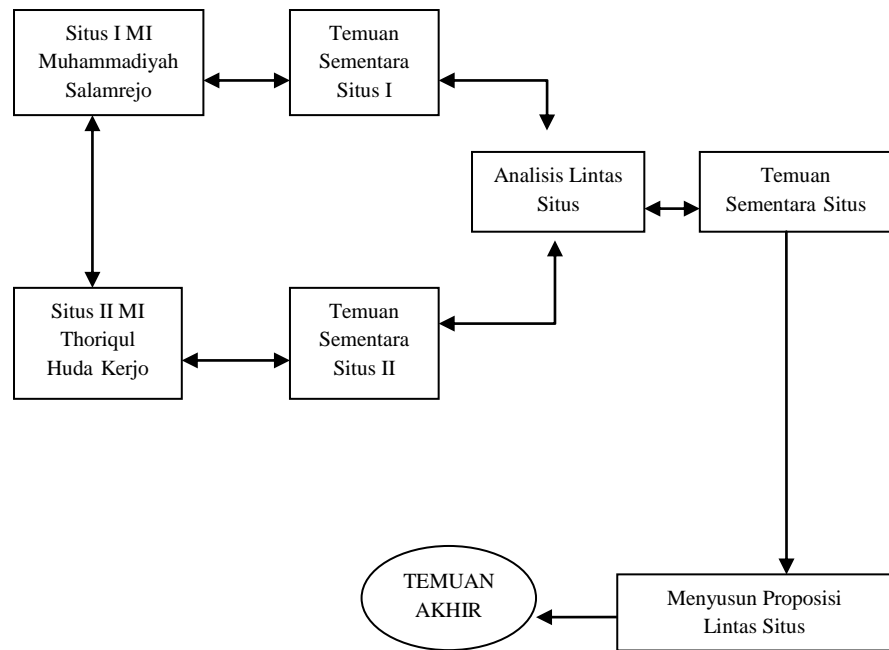 Situs I MI
Muhammadiyah
Salamrejo
Temuan
Sementara
Situs I
Analisis Lintas
Situs
Temuan
Sementara Situs
Situs II MI
Thoriqul
Huda Kerjo
Temuan
Sementara
Situs II
TEMUAN
AKHIR
Menyusun Proposisi
Lintas Situs